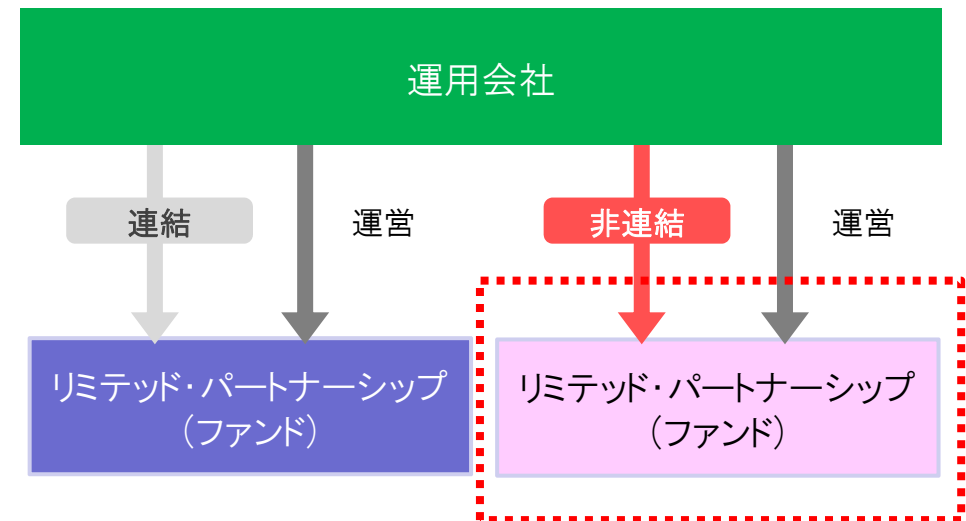 運用会社
連結
運営
非連結
運営
リミテッド・パートナーシップ
（ファンド）
リミテッド・パートナーシップ
（ファンド）